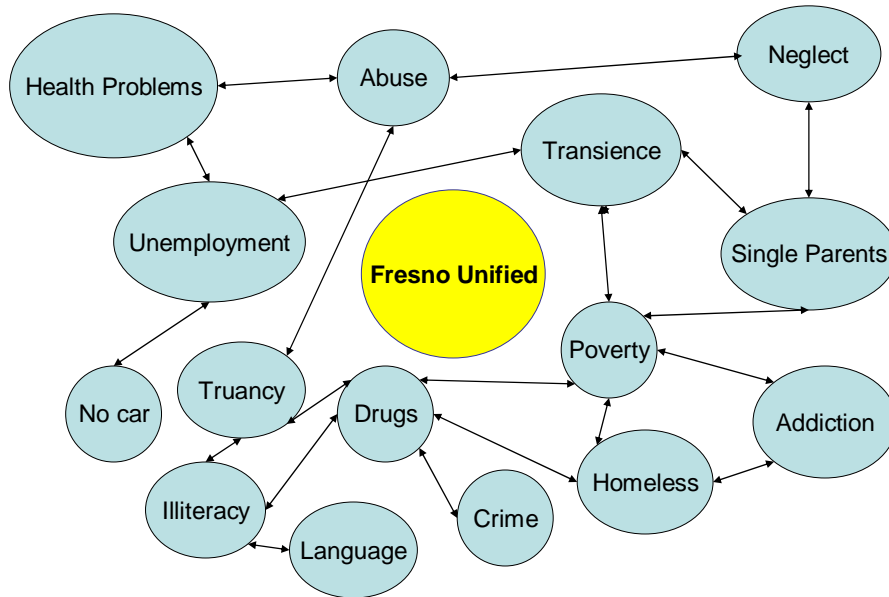 Neglect
Abuse
Health Problems
Transience
Unemployment
Single Parents
Fresno Unified
Poverty
Truancy
No car
Drugs
Addiction
Homeless
Illiteracy
Crime
Language